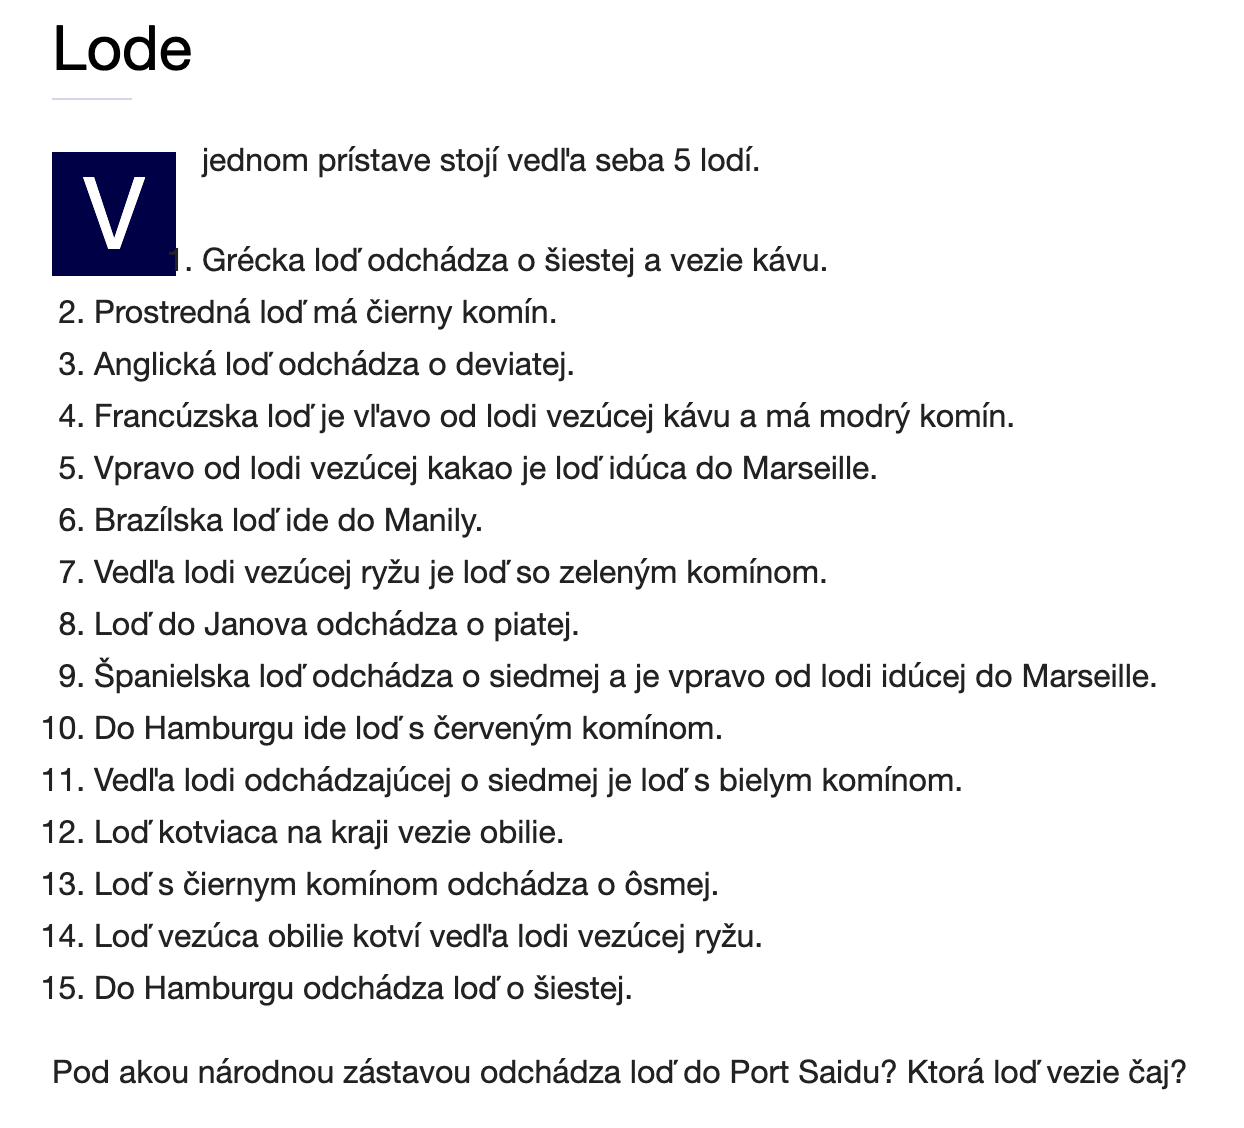 Lode
V
jednom prístave stojí vedľa seba 5 lodí.
1. Grécka loď odchádza o šiestej a vezie kávu.
2. Prostredná loď má čierny komín.
3. Anglická loď odchádza o deviatej.
4. Francúzska loď je vľavo od lodi vezúcej kávu a má modrý komín.
5. Vpravo od lodi vezúcej kakao je loď idúca do Marseille.
6. Brazílska loď ide do Manily.
7. Vedľa lodi vezúcej ryžu je loď so zeleným komínom.
8. Loď do Janova odchádza o piatej.
9. Španielska loď odchádza o siedmej a je vpravo od lodi idúcej do Marseille.
10. Do Hamburgu ide loď s červeným komínom.
11. Vedľa lodi odchádzajúcej o siedmej je loď s bielym komínom.
12. Loď kotviaca na kraji vezie obilie.
13. Loď s čiernym komínom odchádza o ôsmej.
14. Loď vezúca obilie kotví vedľa lodi vezúcej ryžu.
15. Do Hamburgu odchádza loď o šiestej.
Pod akou národnou zástavou odchádza loď do Port Saidu? Ktorá loď vezie čaj?